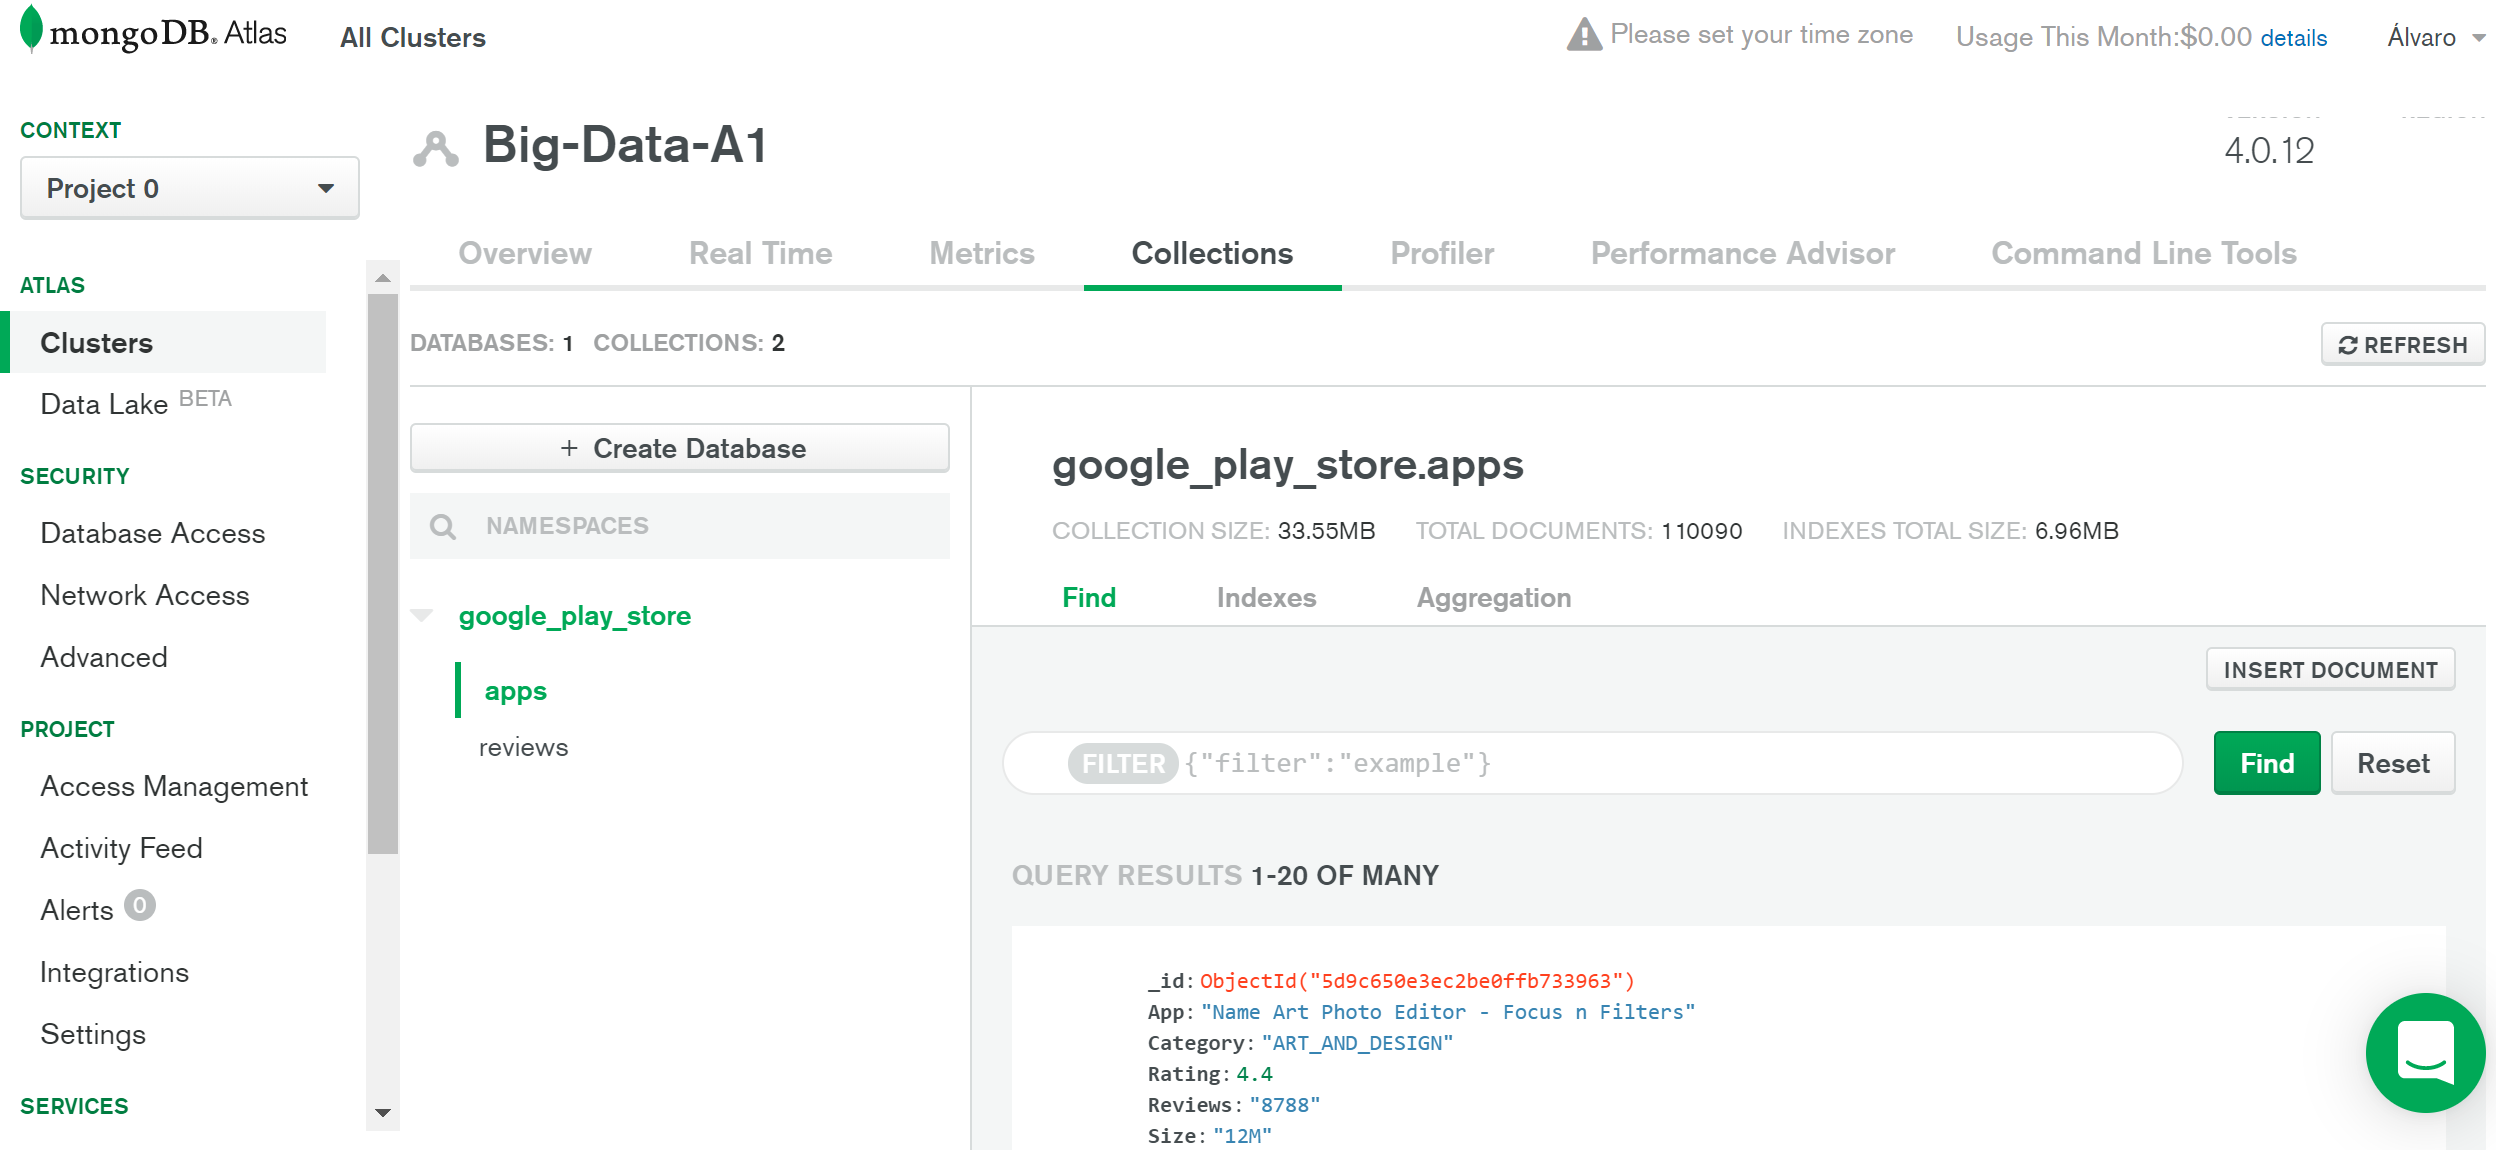 mongoDB® Atlas
All Clusters
Please set your time zone
Usage This Month:$0.00 details
Álvaro
CONTEXT
Project 0
ATLAS
Clusters
Data Lake BETA
SECURITY
Database Access
Network Access
Advanced
PROJECT
Access Management
Activity Feed
Alerts 0
Integrations
Settings
SERVICES
Big-Data-A1
4.0.12
Overview
Real Time
Metrics
Collections
Profiler
Performance Advisor
Command Line Tools
DATABASES: 1 COLLECTIONS: 2
REFRESH
+ Create Database
NAMESPACES
google_play_store
apps
reviews
google_play_store.apps
COLLECTION SIZE: 33.55MB TOTAL DOCUMENTS: 110090 INDEXES TOTAL SIZE: 6.96MB
Find
Indexes
Aggregation
INSERT DOCUMENT
FILTER {"filter":"example"}
Find
Reset
QUERY RESULTS 1-20 OF MANY
_id: ObjectId("5d9c650e3ec2be0ffb733963")
App: "Name Art Photo Editor - Focus n Filters"
Category: "ART_AND_DESIGN"
Rating: 4.4
Reviews: "8788"
Size: "12M"